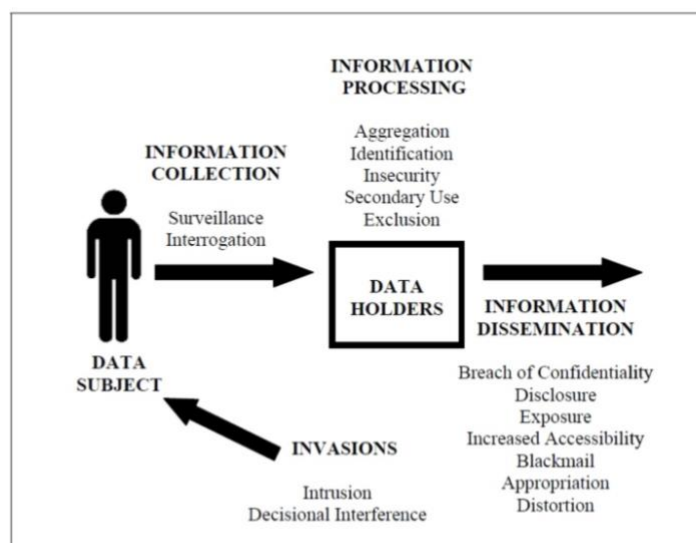 INFORMATION
COLLECTION
Surveillance
Interrogation
DATA
SUBJECT
INFORMATION
PROCESSING
Aggregation
Identification
Insecurity
Secondary Use
Exclusion
DATA
HOLDERS
INFORMATION
DISSEMINATION
Breach of Confidentiality
Disclosure
Exposure
Increased Accessibility
Blackmail
Appropriation
Distortion
INVASIONS
Intrusion
Decisional Interference